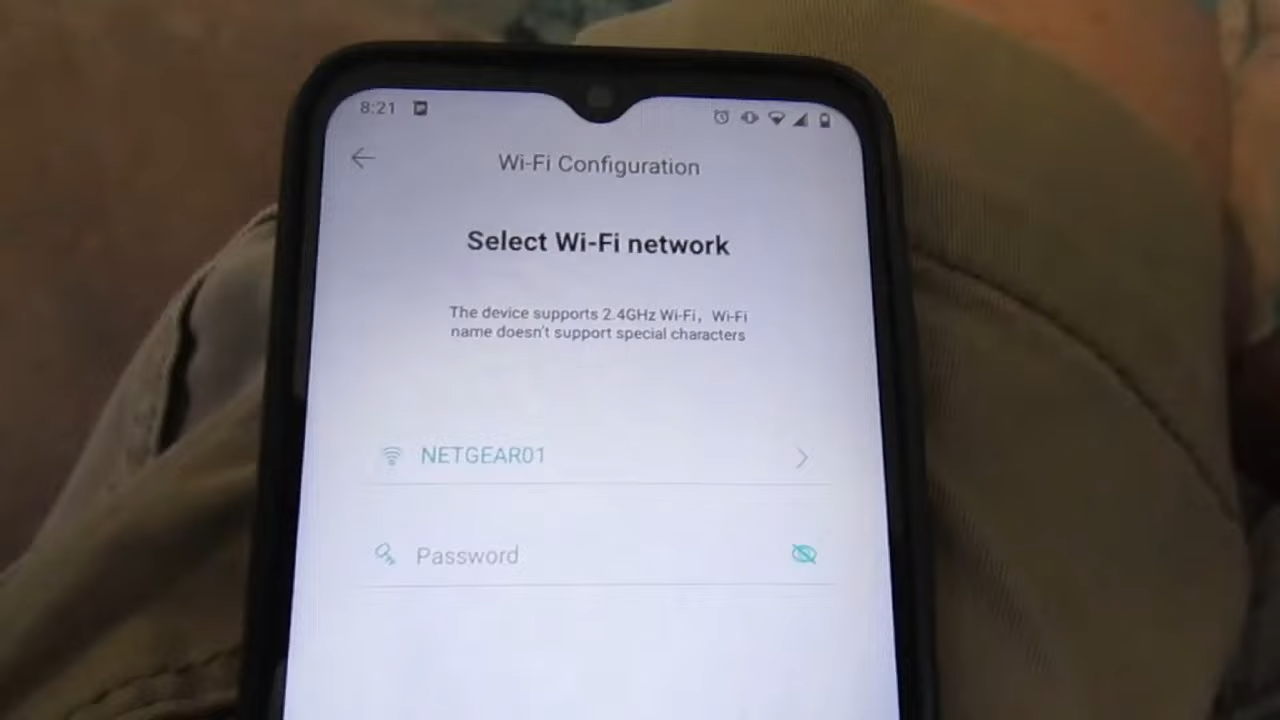 8:21
Wi-Fi Configuration
Select Wi-Fi network
The device supports 2.4GHz Wi-Fi, Wi-Fi
name doesn't support special characters
NETGEAR01
Password